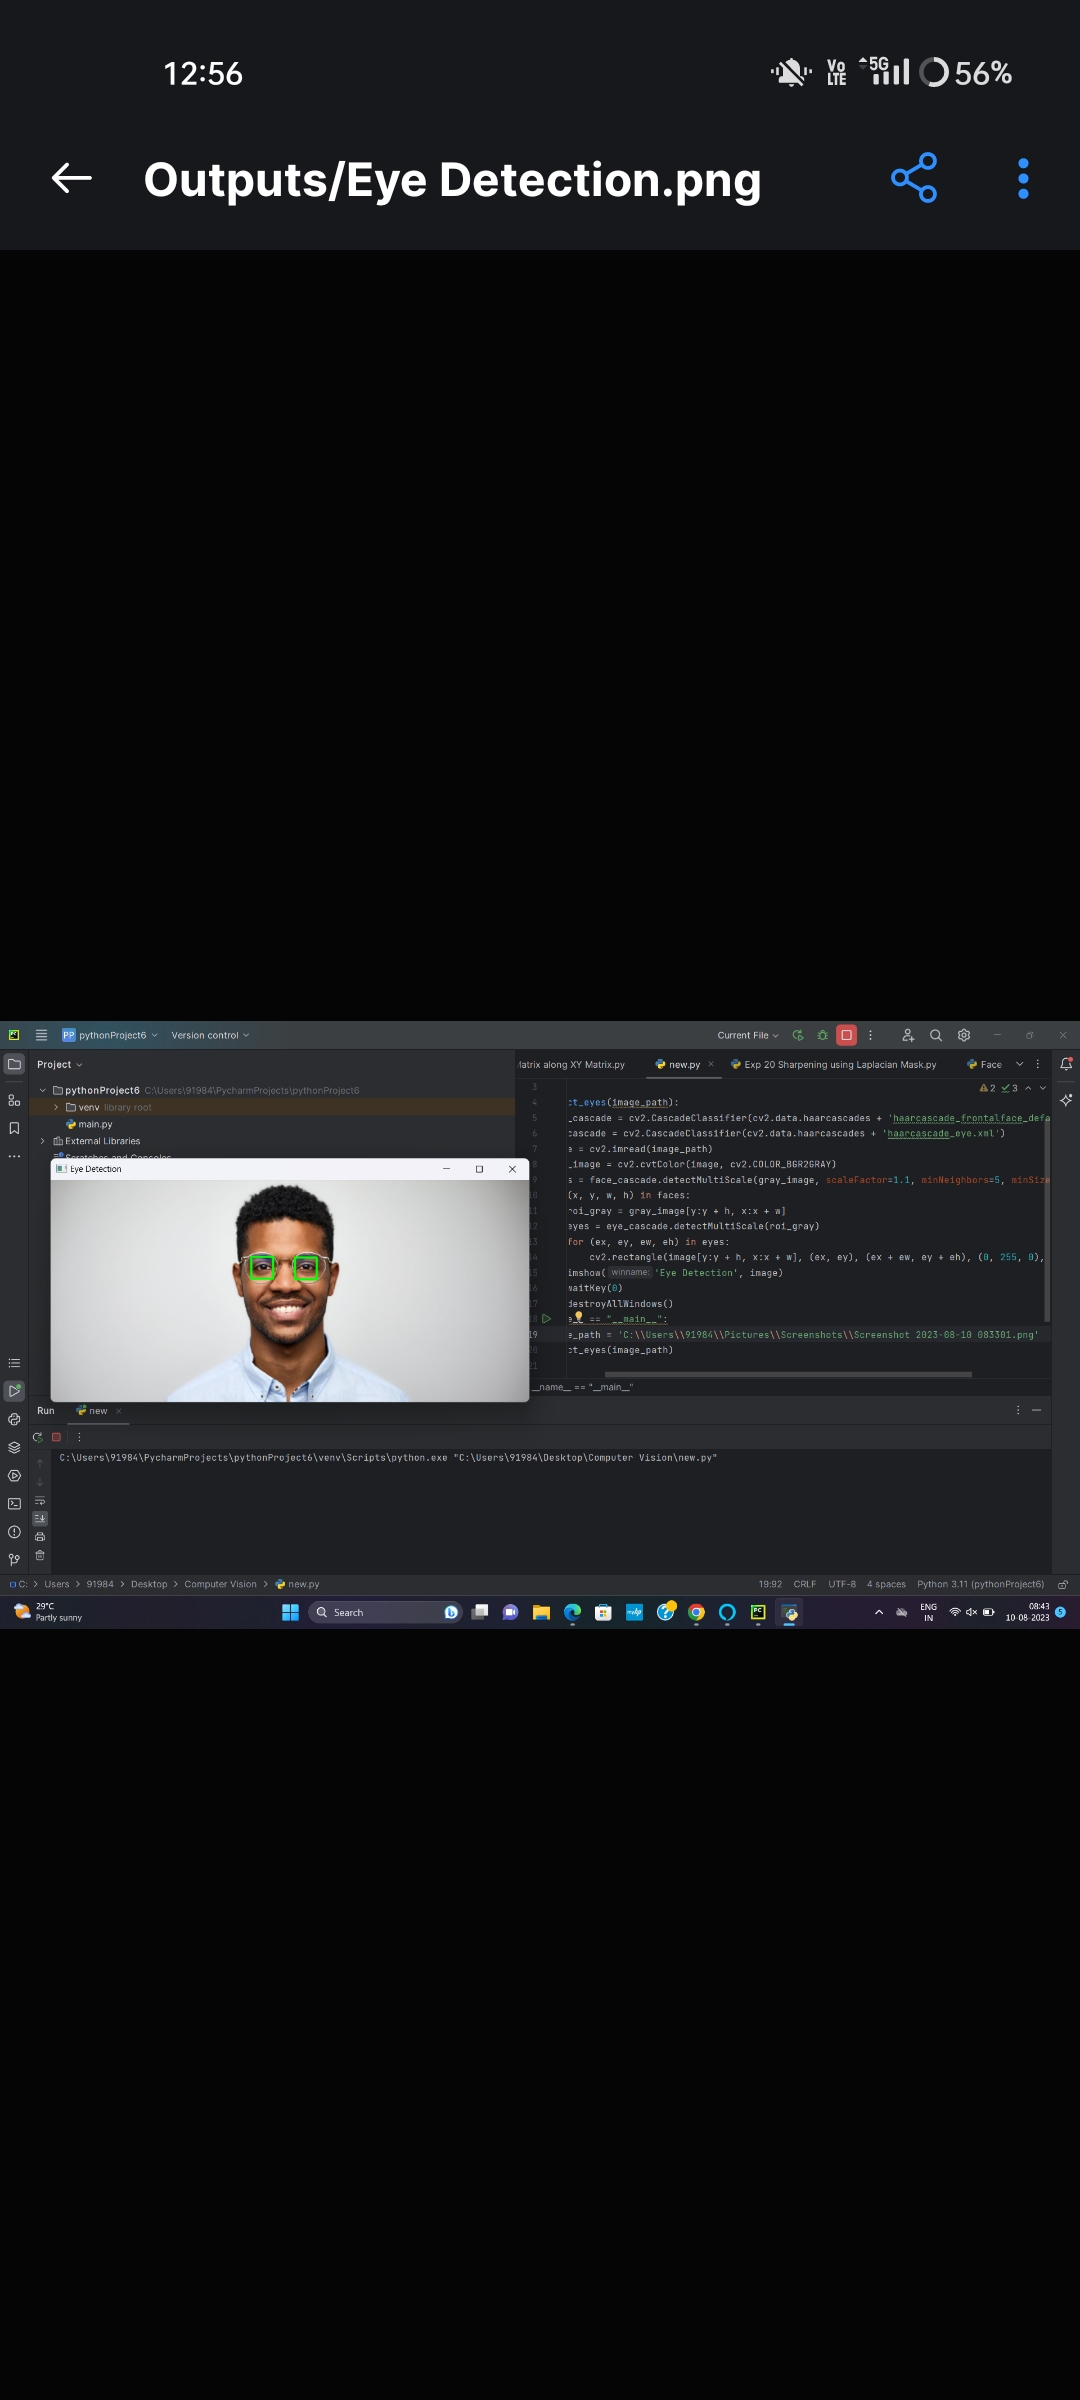 12:56
Vo LTE
5G
56%
Outputs/Eye Detection.png
PP pythonProject6
Version control
Current File
Project
latrix along XY Matrix.py
new.py
Exp 20 Sharpening using Laplacian Mask.py
Face
pythonProject6 C:\Users\91984\PycharmProjects\pythonProject6
venv library root
main.py
External Libraries
Scratches and Consoles
2 3
3
4 ct_eyes(image_path):
5 _cascade = cv2.CascadeClassifier(cv2.data.haarcascades + 'haarcascade_frontalface_defa
6 cascade = cv2.CascadeClassifier(cv2.data.haarcascades + 'haarcascade_eye.xml')
7 e = cv2.imread(image_path)
8 _image = cv2.cvtColor(image, cv2.COLOR_BGR2GRAY)
9 s = face_cascade.detectMultiScale(gray_image, scaleFactor=1.1, minNeighbors=5, minSize
10 (x, y, w, h) in faces:
11 roi_gray = gray_image[y:y + h, x:x + w]
12 eyes = eye_cascade.detectMultiScale(roi_gray)
13 for (ex, ey, ew, eh) in eyes:
14 cv2.rectangle(image[y:y + h, x:x + w], (ex, ey), (ex + ew, ey + eh), (0, 255, 0),
15 imshow( winname: 'Eye Detection', image)
16 waitKey(0)
17 destroyAllWindows()
18 e__ == "__main__":
19 e_path = 'C:\\Users\\91984\\Pictures\\Screenshots\\Screenshot 2023-08-10 083301.png'
20 ct_eyes(image_path)
21
Eye Detection
__name__ == "__main__"
Run
new
C:\Users\91984\PycharmProjects\pythonProject6\venv\Scripts\python.exe "C:\Users\91984\Desktop\Computer Vision\new.py"
C: > Users > 91984 > Desktop > Computer Vision > new.py
19:92 CRLF UTF-8 4 spaces Python 3.11 (pythonProject6)
29°C
Partly sunny
Search
ENG
IN
08:43
10-08-2023
5